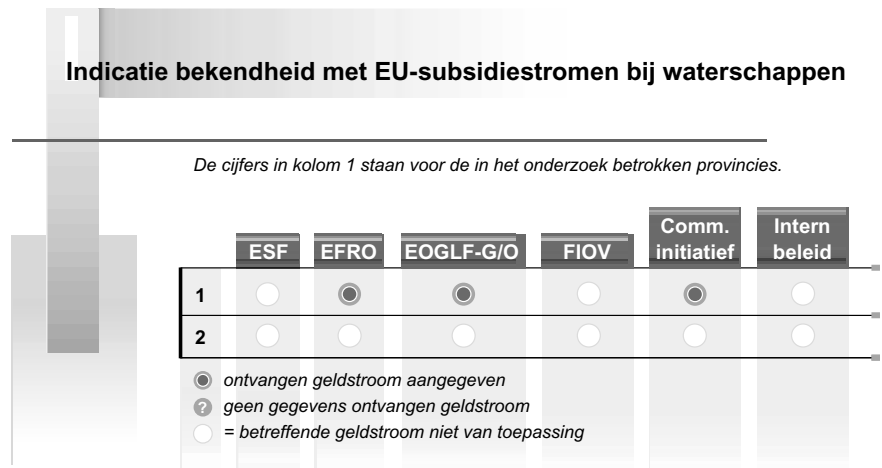 Indicatie bekendheid met EU-subsidiestromen bij waterschappen
De cijfers in kolom 1 staan voor de in het onderzoek betrokken provincies.
ESF EFRO EOGLF-G/O FIOV Comm. initiatief Intern beleid
1
2
ontvangen geldstroom aangegeven
? geen gegevens ontvangen geldstroom
= betreffende geldstroom niet van toepassing